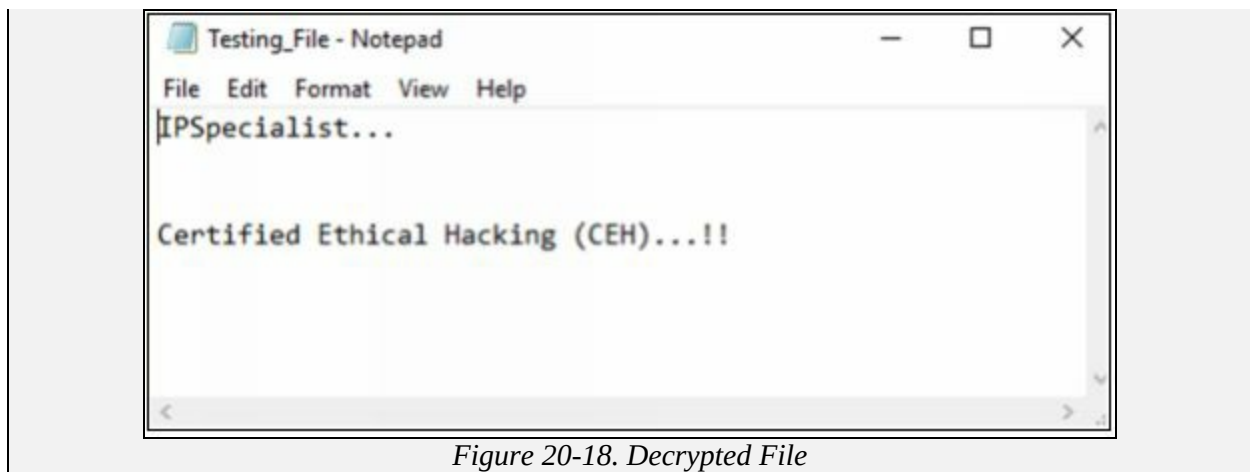 Testing_File - Notepad
File Edit Format View Help
IPSpecialist...
Certified Ethical Hacking (CEH)...!!
Figure 20-18. Decrypted File